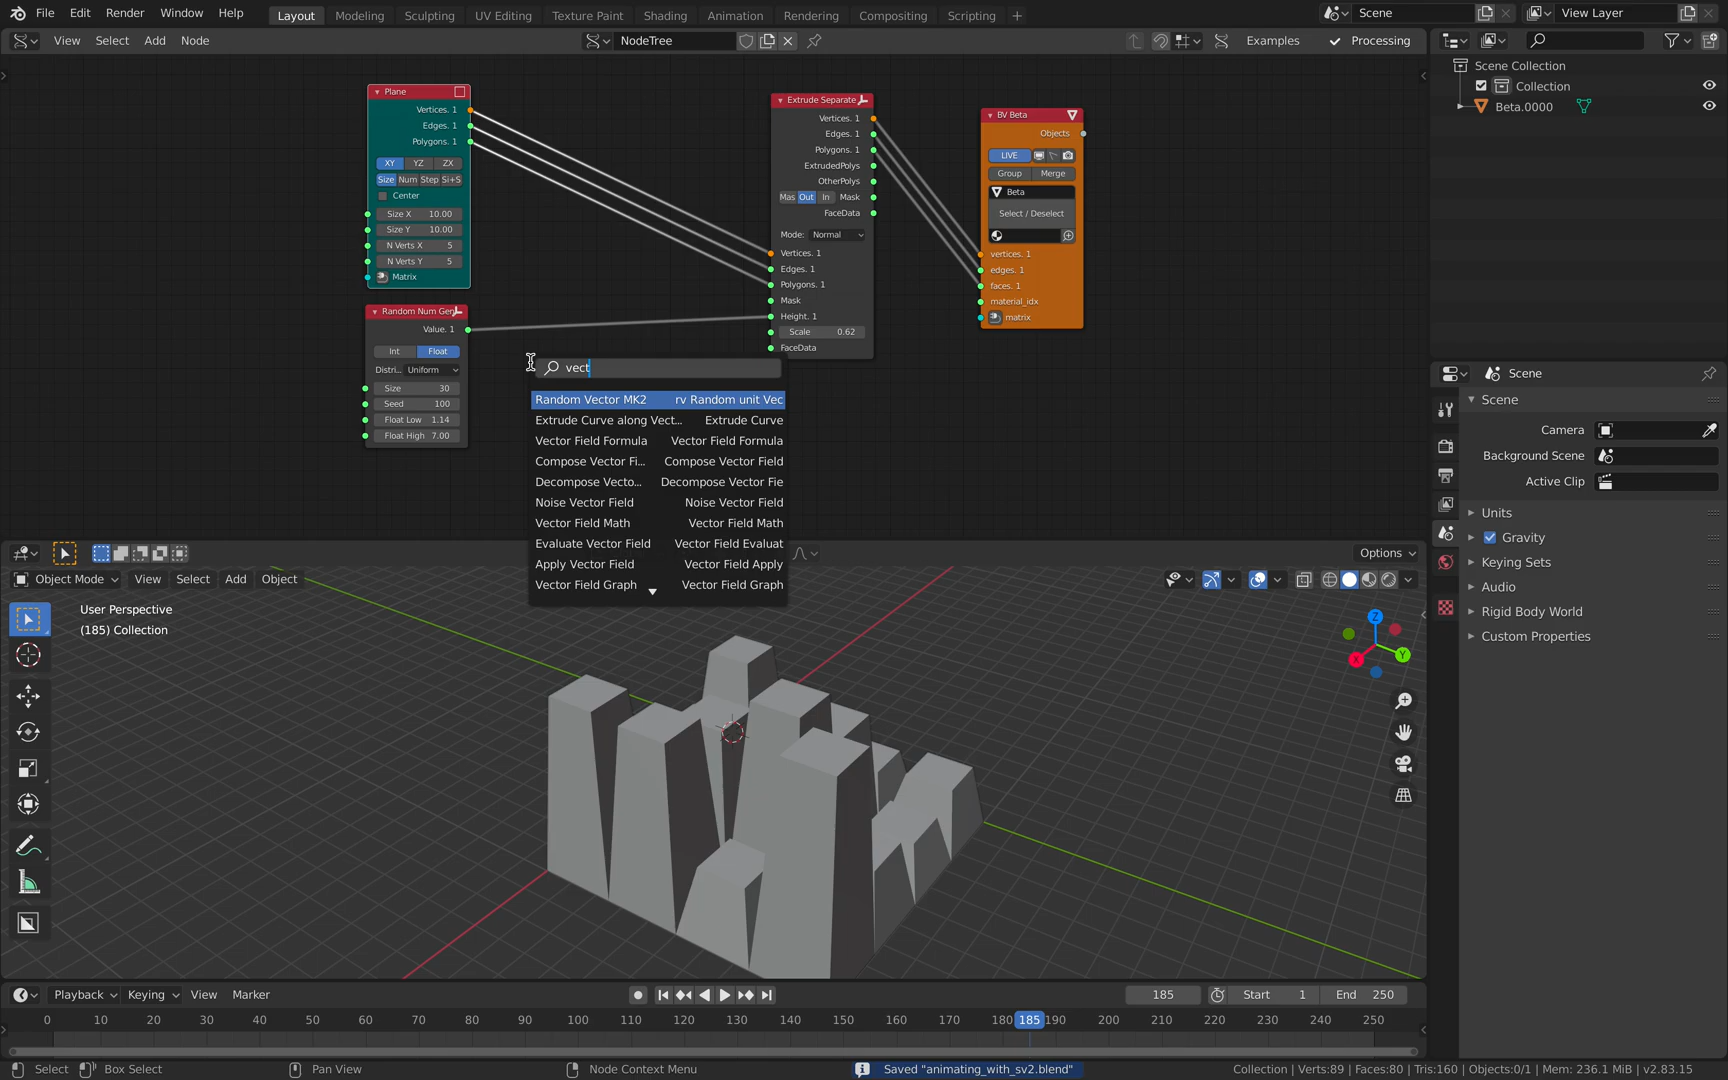 File Edit Render Window Help Layout Modeling Sculpting UV Editing Texture Paint Shading Animation Rendering Compositing Scripting + Scene View Layer
View Select Add Node NodeTree Examples Processing
Scene Collection
Collection
Beta.0000
Plane
Vertices. 1
Edges. 1
Polygons. 1
XY YZ ZX
Size Num Step Si+S
Center
Size X 10.00
Size Y 10.00
N Verts X 5
N Verts Y 5
Matrix
Random Num Gen
Value. 1
Int Float
Distri... Uniform
Size 30
Seed 100
Float Low 1.14
Float High 7.00
Extrude Separate
Vertices. 1
Edges. 1
Polygons. 1
ExtrudedPolys
OtherPolys
Mas Out In Mask
FaceData
Mode: Normal
Vertices. 1
Edges. 1
Polygons. 1
Mask
Height. 1
Scale 0.62
FaceData
BV Beta
Objects
LIVE
Group Merge
Beta
Select / Deselect
vertices. 1
edges. 1
faces. 1
material_idx
matrix
vect
Random Vector MK2 rv Random unit Vec
Extrude Curve along Vect... Extrude Curve
Vector Field Formula Vector Field Formula
Compose Vector Fi... Compose Vector Field
Decompose Vecto... Decompose Vector Fie
Noise Vector Field Noise Vector Field
Vector Field Math Vector Field Math
Evaluate Vector Field Vector Field Evaluat
Apply Vector Field Vector Field Apply
Vector Field Graph Vector Field Graph
Scene
Scene
Camera
Background Scene
Active Clip
Units
Gravity
Keying Sets
Audio
Rigid Body World
Custom Properties
Options
Object Mode View Select Add Object
User Perspective
(185) Collection
Z
Y
X
Playback Keying View Marker 185 Start 1 End 250
0 10 20 30 40 50 60 70 80 90 100 110 120 130 140 150 160 170 180 185 190 200 210 220 230 240 250
Select Box Select Pan View Node Context Menu Saved "animating_with_sv2.blend" Collection | Verts:89 | Faces:80 | Tris:160 | Objects:0/1 | Mem: 236.1 MiB | v2.83.15